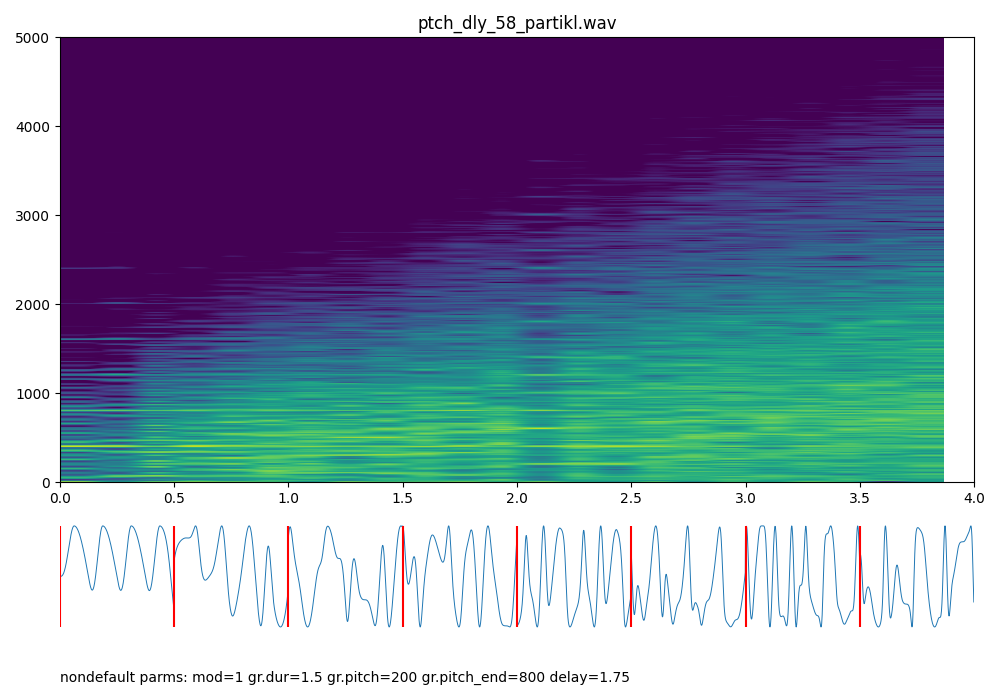 ptch_dly_58_partikl.wav
5000
4000
3000
2000
1000
0
0.0 0.5 1.0 1.5 2.0 2.5 3.0 3.5 4.0
nondefault parms: mod=1 gr.dur=1.5 gr.pitch=200 gr.pitch_end=800 delay=1.75